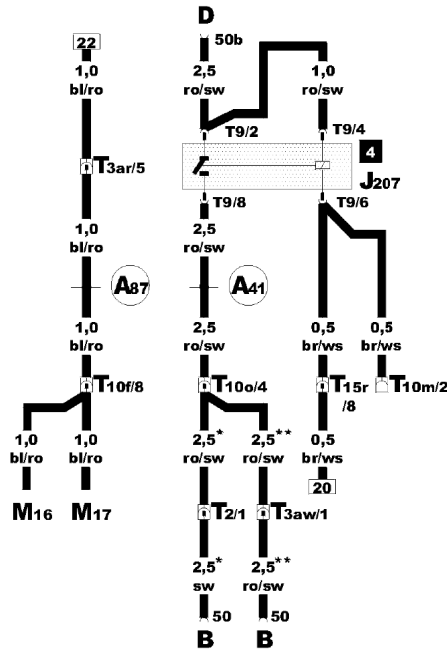 D
22
50b
1,0
2,5
1,0
bl/ro
ro/sw
ro/sw
T9/2
T9/4
4
T3ar/5
J207
T9/8
T9/6
1,0
2,5
bl/ro
ro/sw
A87
A41
1,0
2,5
0,5
0,5
bl/ro
ro/sw
br/ws
br/ws
T10f/8
T10o/4
T15r
/8
T10m/2
1,0
1,0
2,5*
2,5**
0,5
bl/ro
bl/ro
ro/sw
ro/sw
br/ws
20
M16
M17
T2/1
T3aw/1
2,5*
2,5**
sw
ro/sw
50
50
B
B